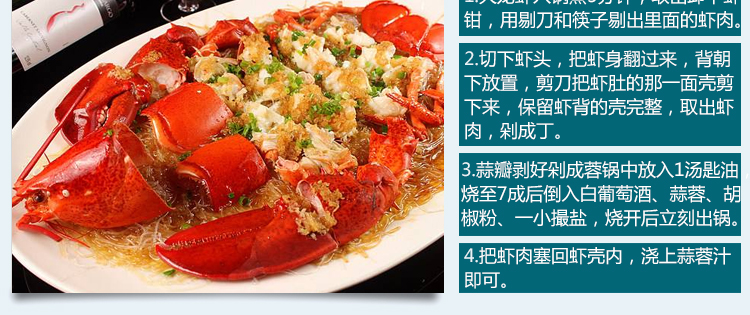 钳，用剔刀和筷子剔出里面的虾肉。
2.切下虾头，把虾身翻过来，背朝
下放置，剪刀把虾肚的那一面壳剪
下来，保留虾背的壳完整，取出虾
肉，剁成丁。
3.蒜瓣剥好剁成蓉锅中放入1汤匙油，
烧至7成后倒入白葡萄酒、蒜蓉、胡
椒粉、一小撮盐，烧开后立刻出锅。
4.把虾肉塞回虾壳内，浇上蒜蓉汁
即可。